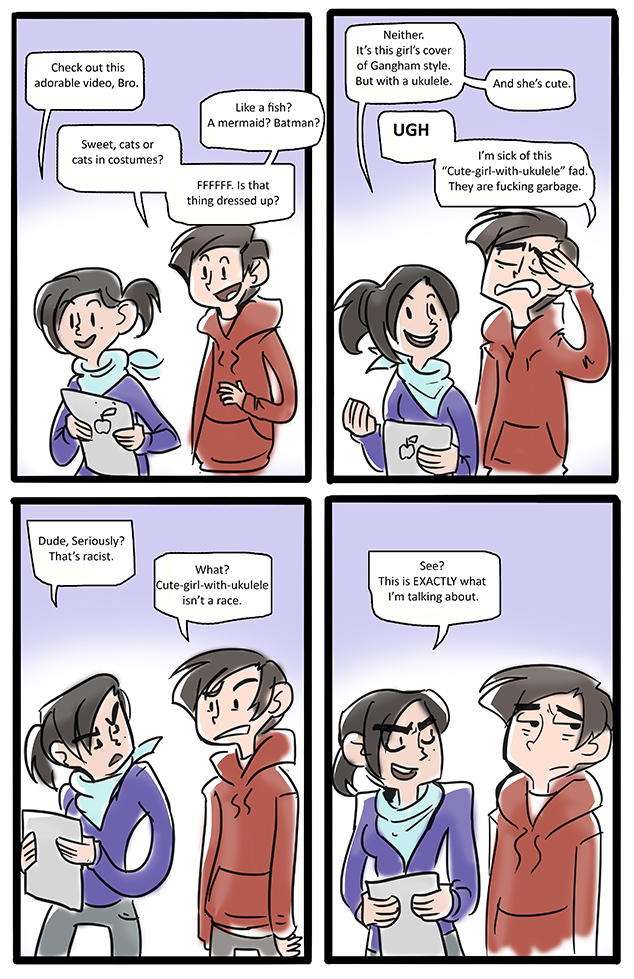 Check out this
adorable video, Bro.
Sweet, cats or
cats in costumes?
FFFFFF. Is that
thing dressed up?
Like a fish?
A mermaid? Batman?
Neither.
It's this girl's cover
of Gangham style.
But with a ukulele.
And she's cute.
UGH
I'm sick of this
“Cute-girl-with-ukulele” fad.
They are fucking garbage.
Dude, Seriously?
That's racist.
What?
Cute-girl-with-ukulele
isn't a race.
See?
This is EXACTLY what
I'm talking about.